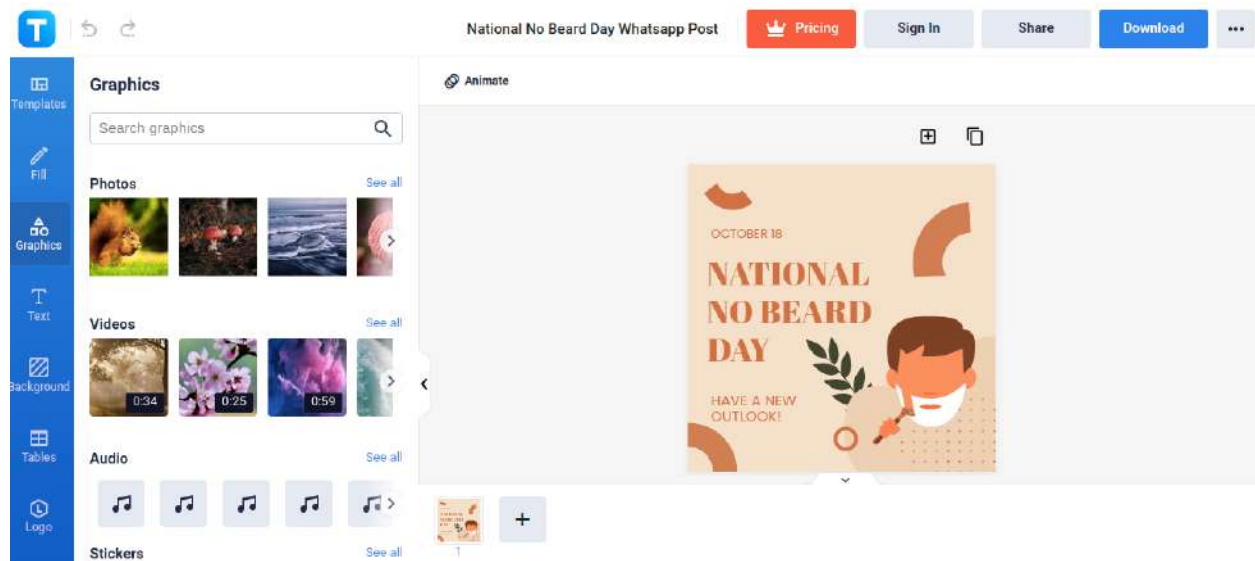 T
National No Beard Day Whatsapp Post
Pricing
Sign In
Share
Download
Templates
Fill
Graphics
Text
Background
Tables
Logo
Graphics
Search graphics
Photos
See all
Videos
See all
0:34
0:25
0:59
Audio
See all
Stickers
See all
Animate
OCTOBER 18
NATIONAL
NO BEARD
DAY
HAVE A NEW
OUTLOOK!
1